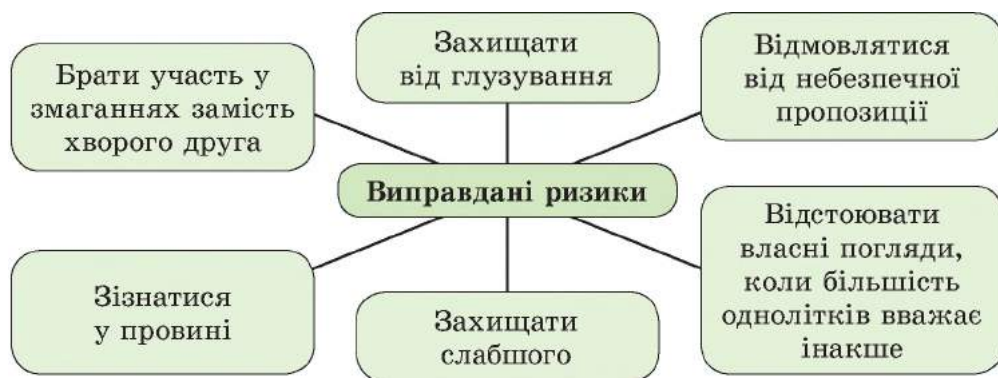 Брати участь у
змаганнях замість
хворого друга
Захищати
від глузування
Відмовлятися
від небезпечної
пропозиції
Виправдані ризики
Зізнатися
у провині
Захищати
слабшого
Відстоювати
власні погляди,
коли більшість
однолітків вважає
інакше